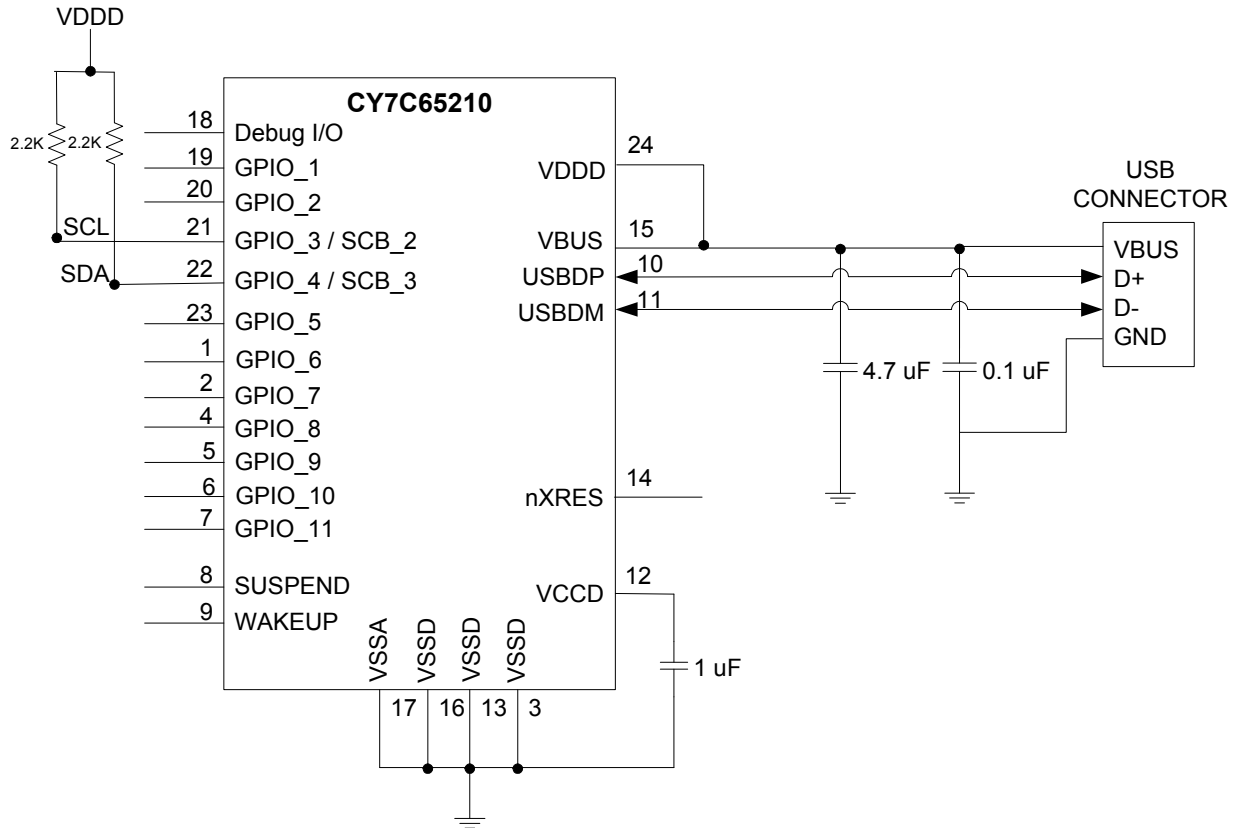 VDDD
CY7C65210
2.2K
2.2K
18
Debug I/O
19
GPIO_1
20
GPIO_2
SCL
21
GPIO_3 / SCB_2
SDA
22
GPIO_4 / SCB_3
23
GPIO_5
1
GPIO_6
2
GPIO_7
4
GPIO_8
5
GPIO_9
6
GPIO_10
7
GPIO_11
8
SUSPEND
9
WAKEUP
VDDD
24
VBUS
15
USBDP
10
USBDM
11
nXRES
14
VCCD
12
VSSA
VSSD
VSSD
VSSD
17
16
13
3
1 uF
4.7 uF
0.1 uF
USB
CONNECTOR
VBUS
D+
D-
GND